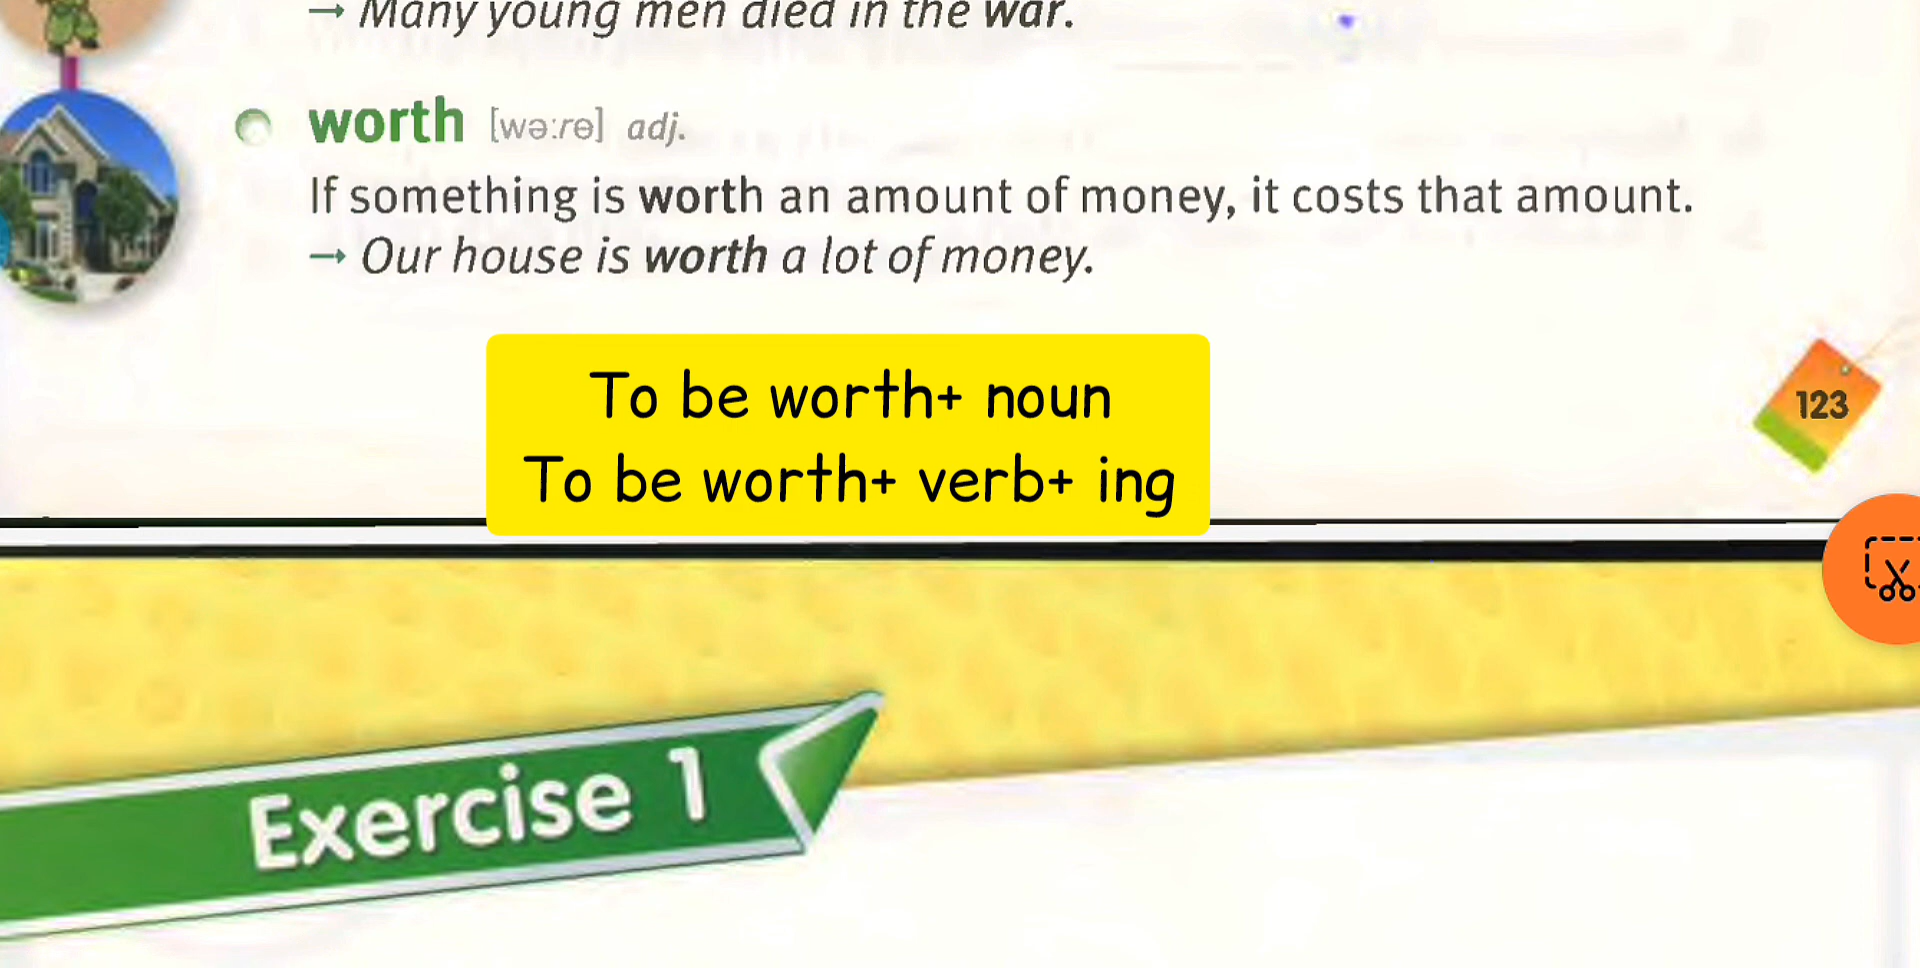 → Many young men died in the war.
worth [wə:rɵ] adj.
If something is worth an amount of money, it costs that amount.
→ Our house is worth a lot of money.
To be worth+ noun
To be worth+ verb+ ing
123
Exercise 1